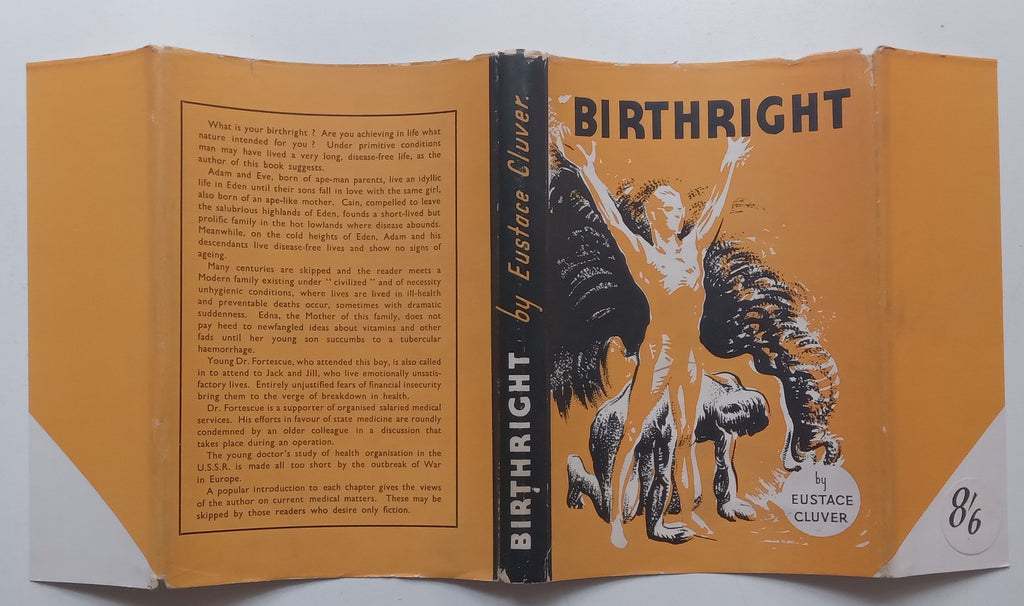 What is your birthright ? Are you achieving in life what
nature intended for you ? Under primitive conditions
man may have lived a very long, disease-free life, as the
author of this book suggests.
Adam and Eve, born of ape-man parents, live an idyllic
life in Eden until their sons fall in love with the same girl,
also born of an ape-like mother. Cain, compelled to leave
the salubrious highlands of Eden, founds a short-lived but
prolific family in the hot lowlands where disease abounds.
Meanwhile, on the cold heights of Eden, Adam and his
descendants live disease-free lives and show no signs of
ageing.
Many centuries are skipped and the reader meets a
Modern family existing under "civilized" and of necessity
unhygienic conditions, where lives are lived in ill-health
and preventable deaths occur, sometimes with dramatic
suddenness. Edna, the Mother of this family, does not
pay heed to newfangled ideas about vitamins and other
fads until her young son succumbs to a tubercular
haemorrhage.
Young Dr. Fortescue, who attended this boy, is also called
in to attend to Jack and Jill, who live emotionally unsatis-
factory lives. Entirely unjustified fears of financial insecurity
bring them to the verge of breakdown in health.
Dr. Fortescue is a supporter of organised salaried medical
services. His efforts in favour of state medicine are roundly
condemned by an older colleague in a discussion that
takes place during an operation.
The young doctor's study of health organisation in the
U.S.S.R. is made all too short by the outbreak of War
in Europe.
A popular introduction to each chapter gives the views
of the author on current medical matters. These may be
skipped by those readers who desire only fiction.
BIRTHRIGHT by Eustace Cluver.
BIRTHRIGHT
by
EUSTACE
CLUVER
8/6